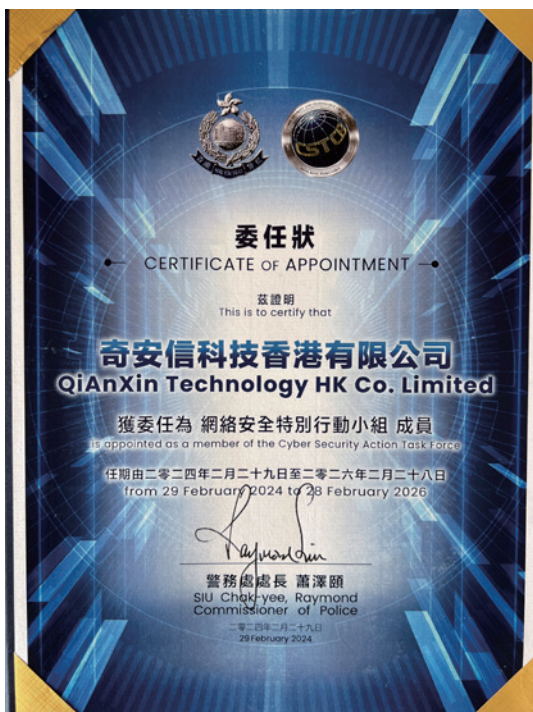 CSTCB
委任狀
CERTIFICATE OF APPOINTMENT
茲證明
This is to certify that
奇安信科技香港有限公司
QiAnXin Technology HK Co. Limited
獲委任為 網絡安全特別行動小組 成員
is appointed as a member of the Cyber Security Action Task Force
任期由二零二四年二月二十九日至二零二六年二月二十八日
from 29 February 2024 to 28 February 2026
警務處處長 蕭澤頤
SIU Chak-yee, Raymond
Commissioner of Police
二零二四年二月二十九日
29 February 2024